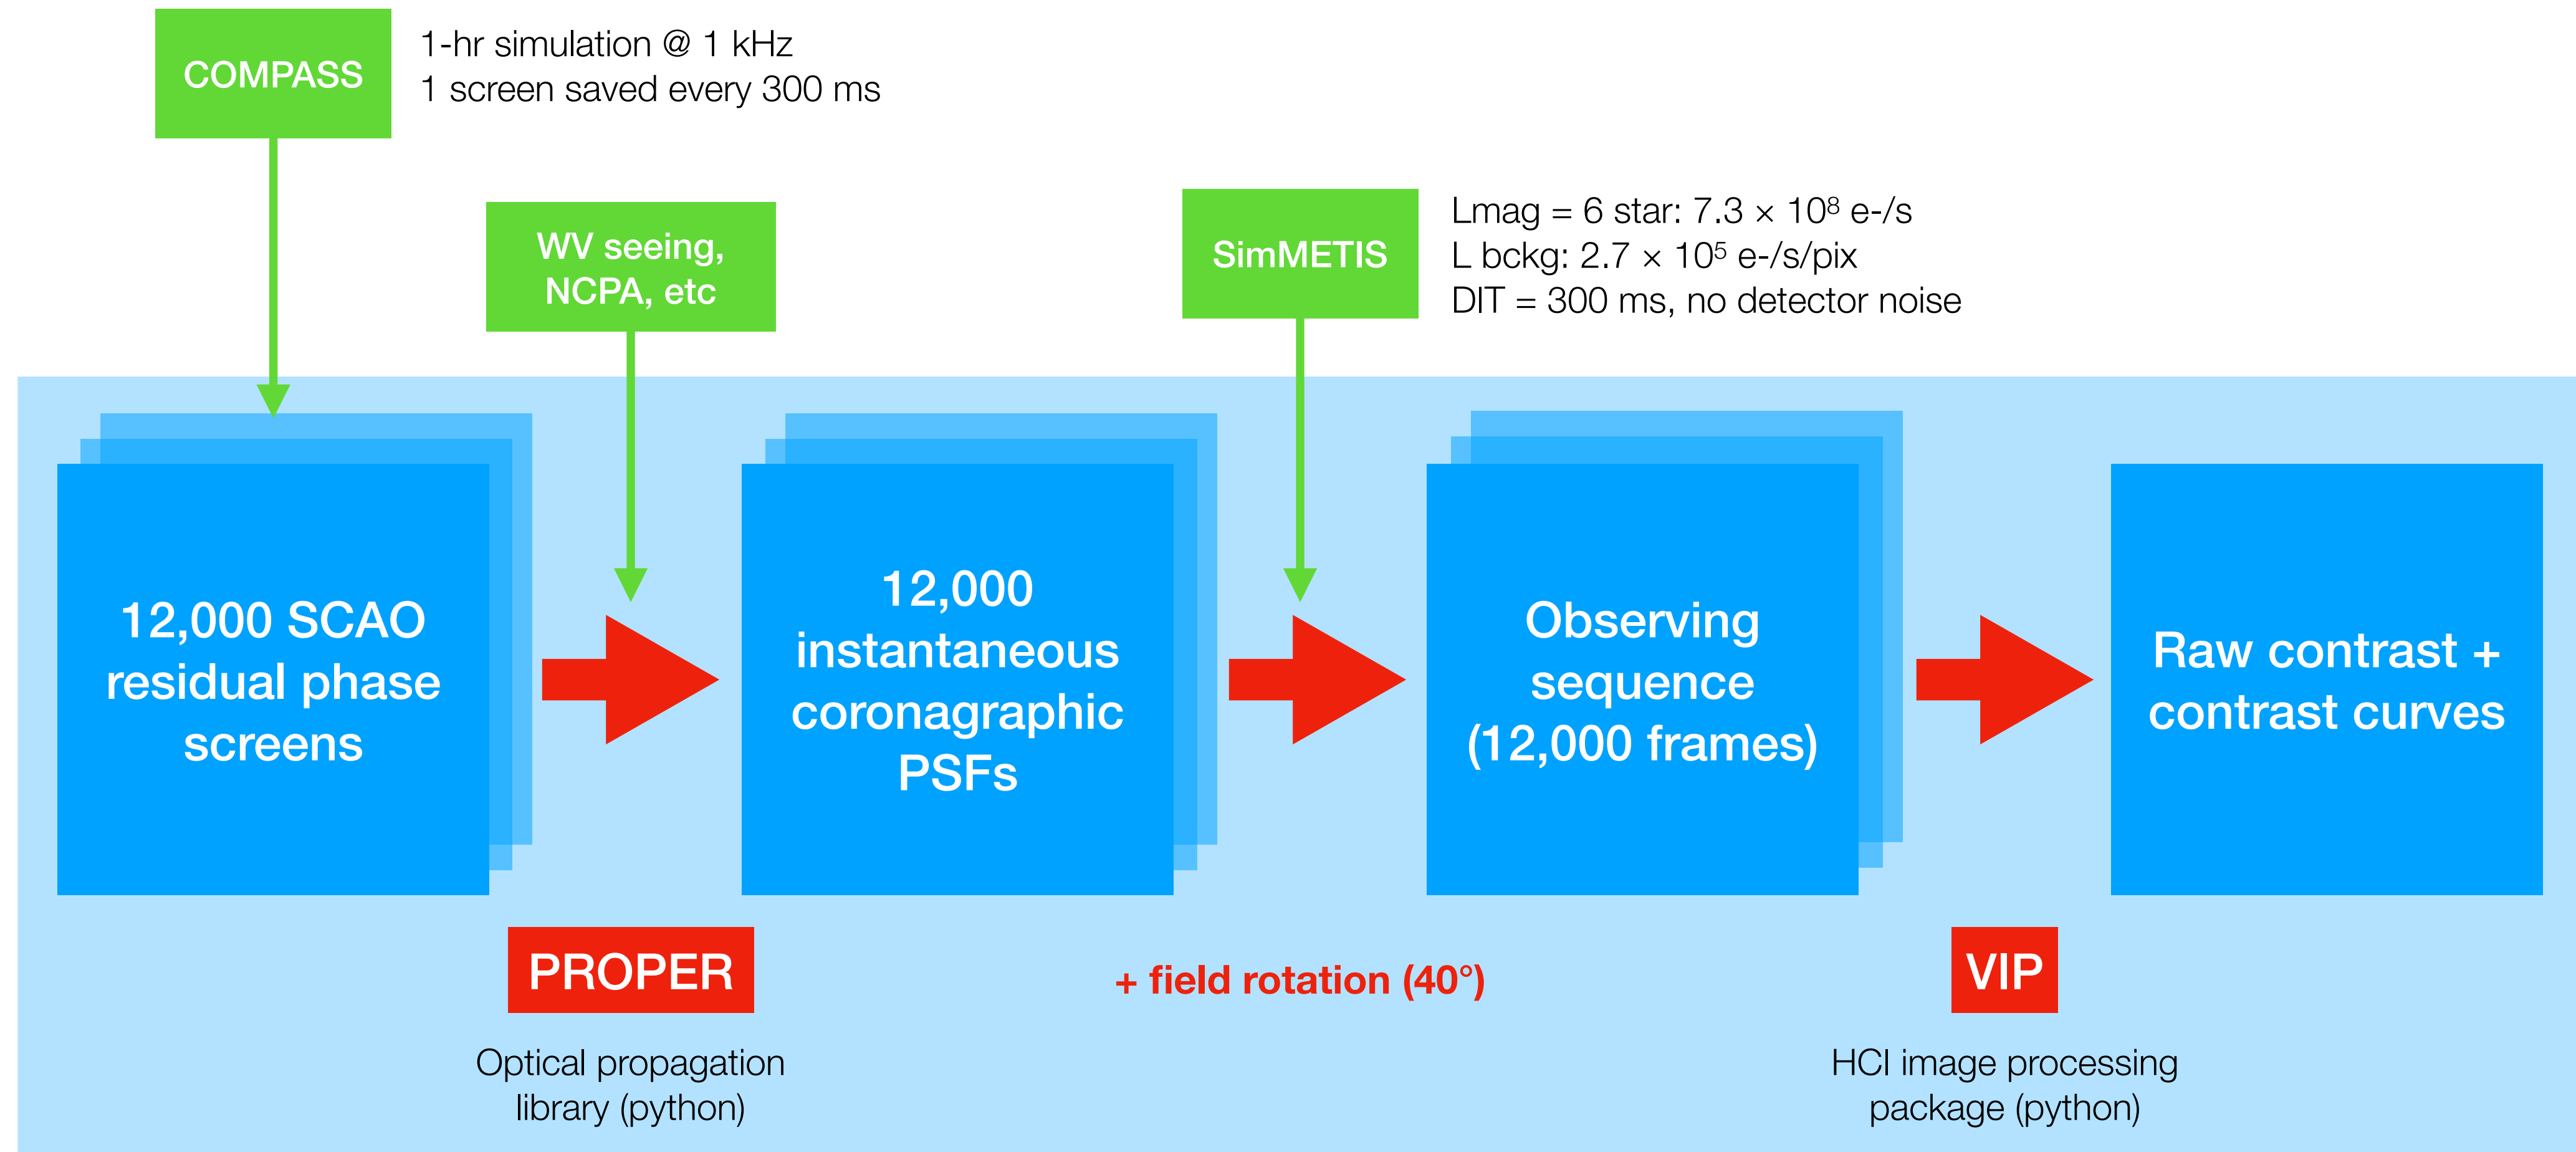 COMPASS
1-hr simulation @ 1 kHz
1 screen saved every 300 ms
WV seeing,
NCPA, etc
SimMETIS
Lmag = 6 star: 7.3 × 10⁸ e-/s
L bckg: 2.7 × 10⁵ e-/s/pix
DIT = 300 ms, no detector noise
12,000 SCAO
residual phase
screens
12,000
instantaneous
coronagraphic
PSFs
Observing
sequence
(12,000 frames)
Raw contrast +
contrast curves
PROPER
Optical propagation
library (python)
+ field rotation (40°)
VIP
HCI image processing
package (python)